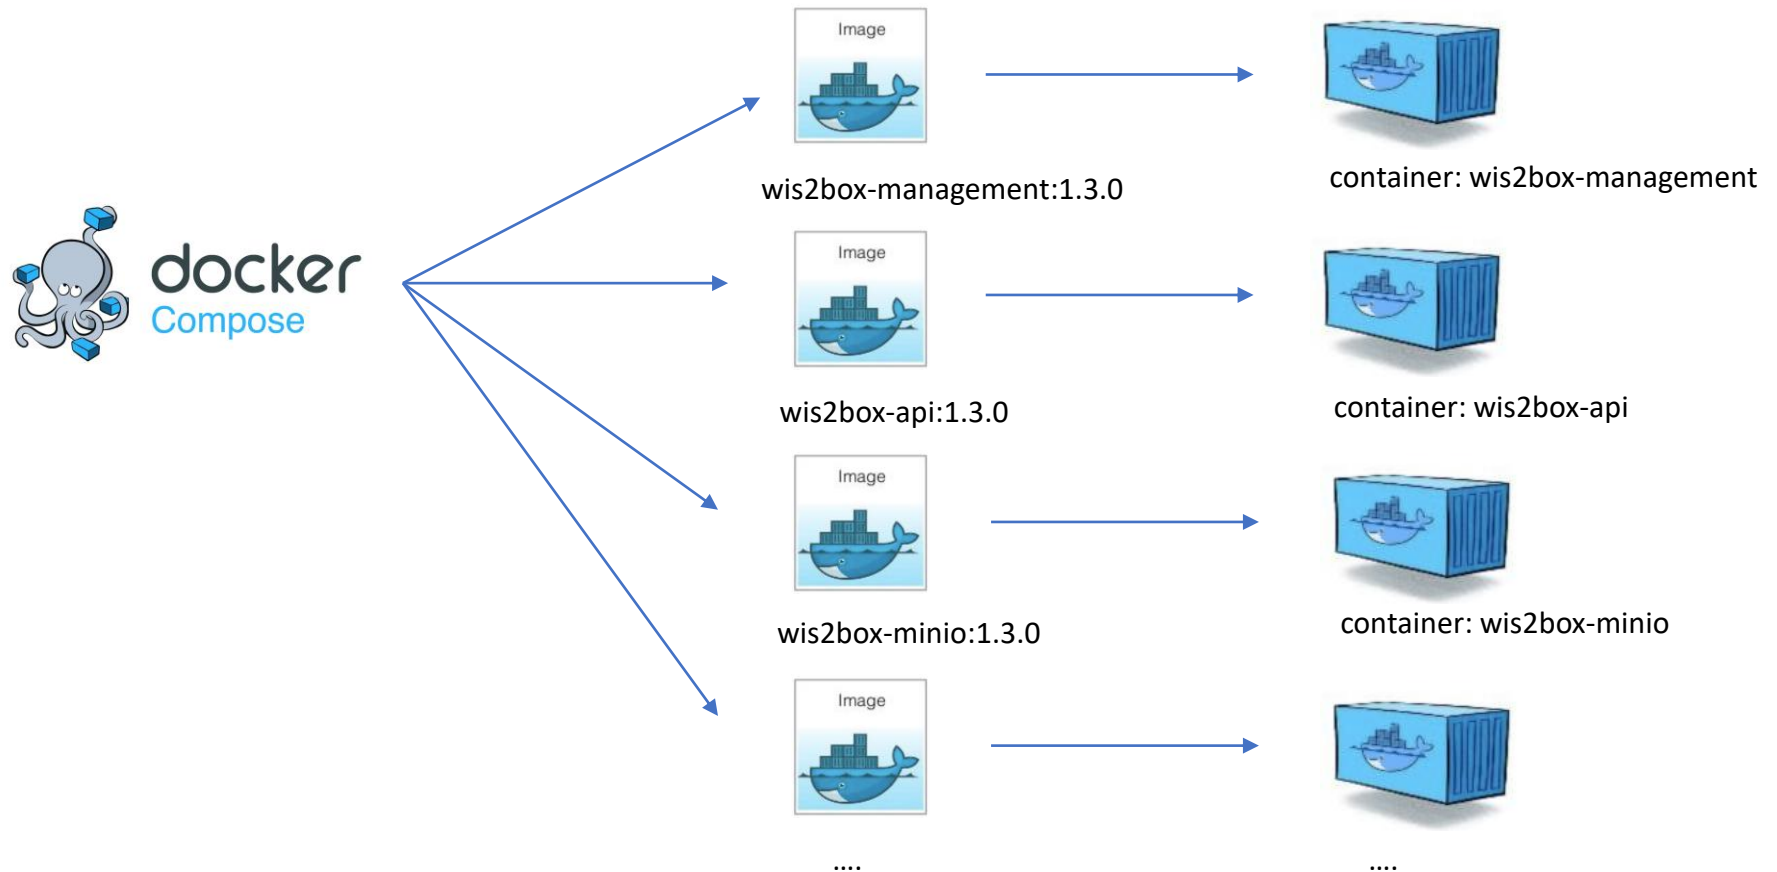 Image
wis2box-management:1.3.0
container: wis2box-management
docker
Compose
Image
wis2box-api:1.3.0
container: wis2box-api
Image
wis2box-minio:1.3.0
container: wis2box-minio
Image
....
....